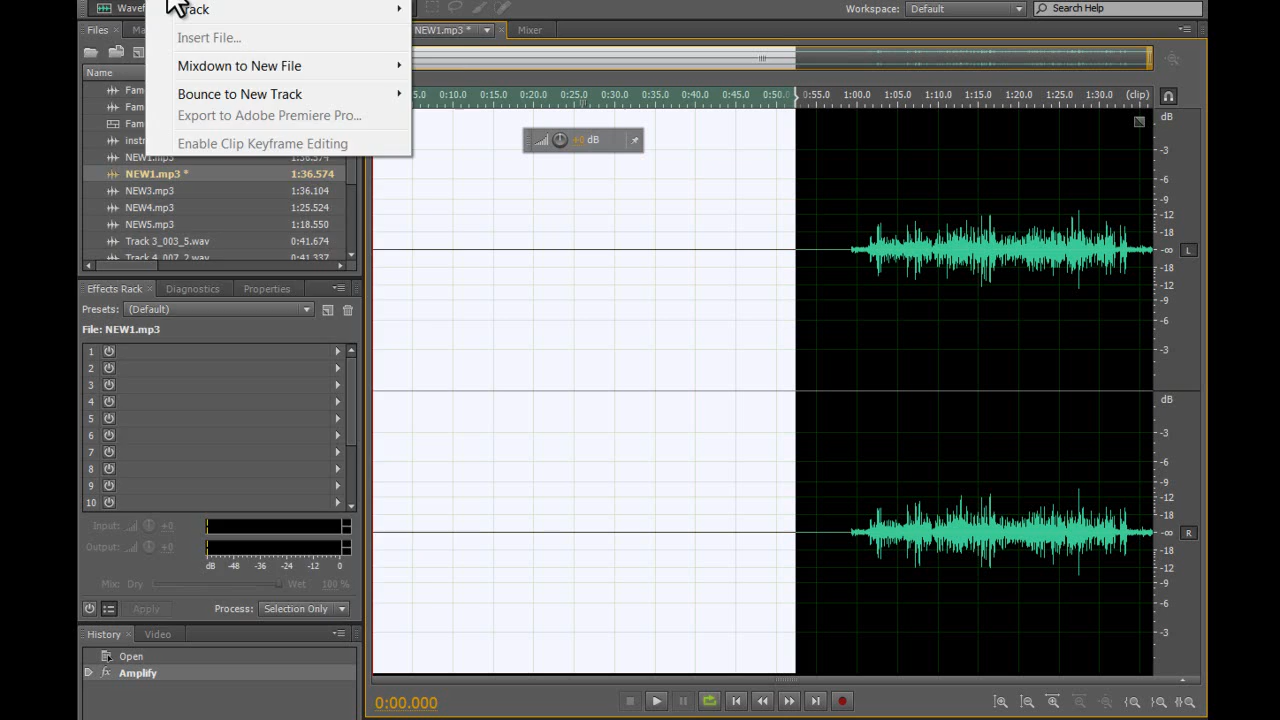 Workspace: Default Search Help
Track
Insert File...
Mixdown to New File
Bounce to New Track
Export to Adobe Premiere Pro...
Enable Clip Keyframe Editing
Files
NEW1.mp3 * Mixer
Name
NEW1.mp3 1:36.574
NEW1.mp3 * 1:36.574
NEW3.mp3 1:36.104
NEW4.mp3 1:25.524
NEW5.mp3 1:18.550
Track 3_003_5.wav 0:41.674
Track 4_007_2.wav 0:41.337
0:10.0 0:15.0 0:20.0 0:25.0 0:30.0 0:35.0 0:40.0 0:45.0 0:50.0 0:55.0 1:00.0 1:05.0 1:10.0 1:15.0 1:20.0 1:25.0 1:30.0 (clip)
+0 dB
dB
-3
-6
-9
-12
-18
-∞ L
-18
-12
-9
-6
-3
dB
-3
-6
-9
-12
-18
-∞ R
-18
-12
-9
-6
-3
Effects Rack Diagnostics Properties
Presets: (Default)
File: NEW1.mp3
1
2
3
4
5
6
7
8
9
10
Input: +0
Output: +0
dB -48 -36 -24 -12 0
Mix: Dry Wet 100 %
Apply Process: Selection Only
History Video
Open
fx Amplify
0:00.000